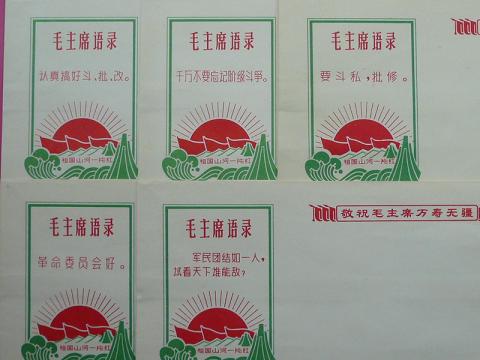 毛主席语录
认真搞好斗、批、改。
祖国山河一片红
毛主席语录
千万不要忘记阶级斗争。
祖国山河一片红
毛主席语录
要斗私，批修。
祖国山河一片红
毛主席语录
革命委员会好。
祖国山河一片红
毛主席语录
军民团结如一人，
试看天下谁能敌？
祖国山河一片红
敬祝毛主席万寿无疆